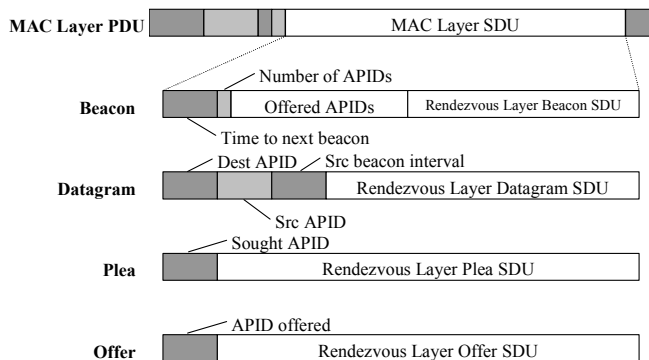 MAC Layer PDU
MAC Layer SDU
Number of APIDs
Beacon
Offered APIDs
Rendezvous Layer Beacon SDU
Time to next beacon
Dest APID
Src beacon interval
Datagram
Rendezvous Layer Datagram SDU
Src APID
Sought APID
Plea
Rendezvous Layer Plea SDU
APID offered
Offer
Rendezvous Layer Offer SDU